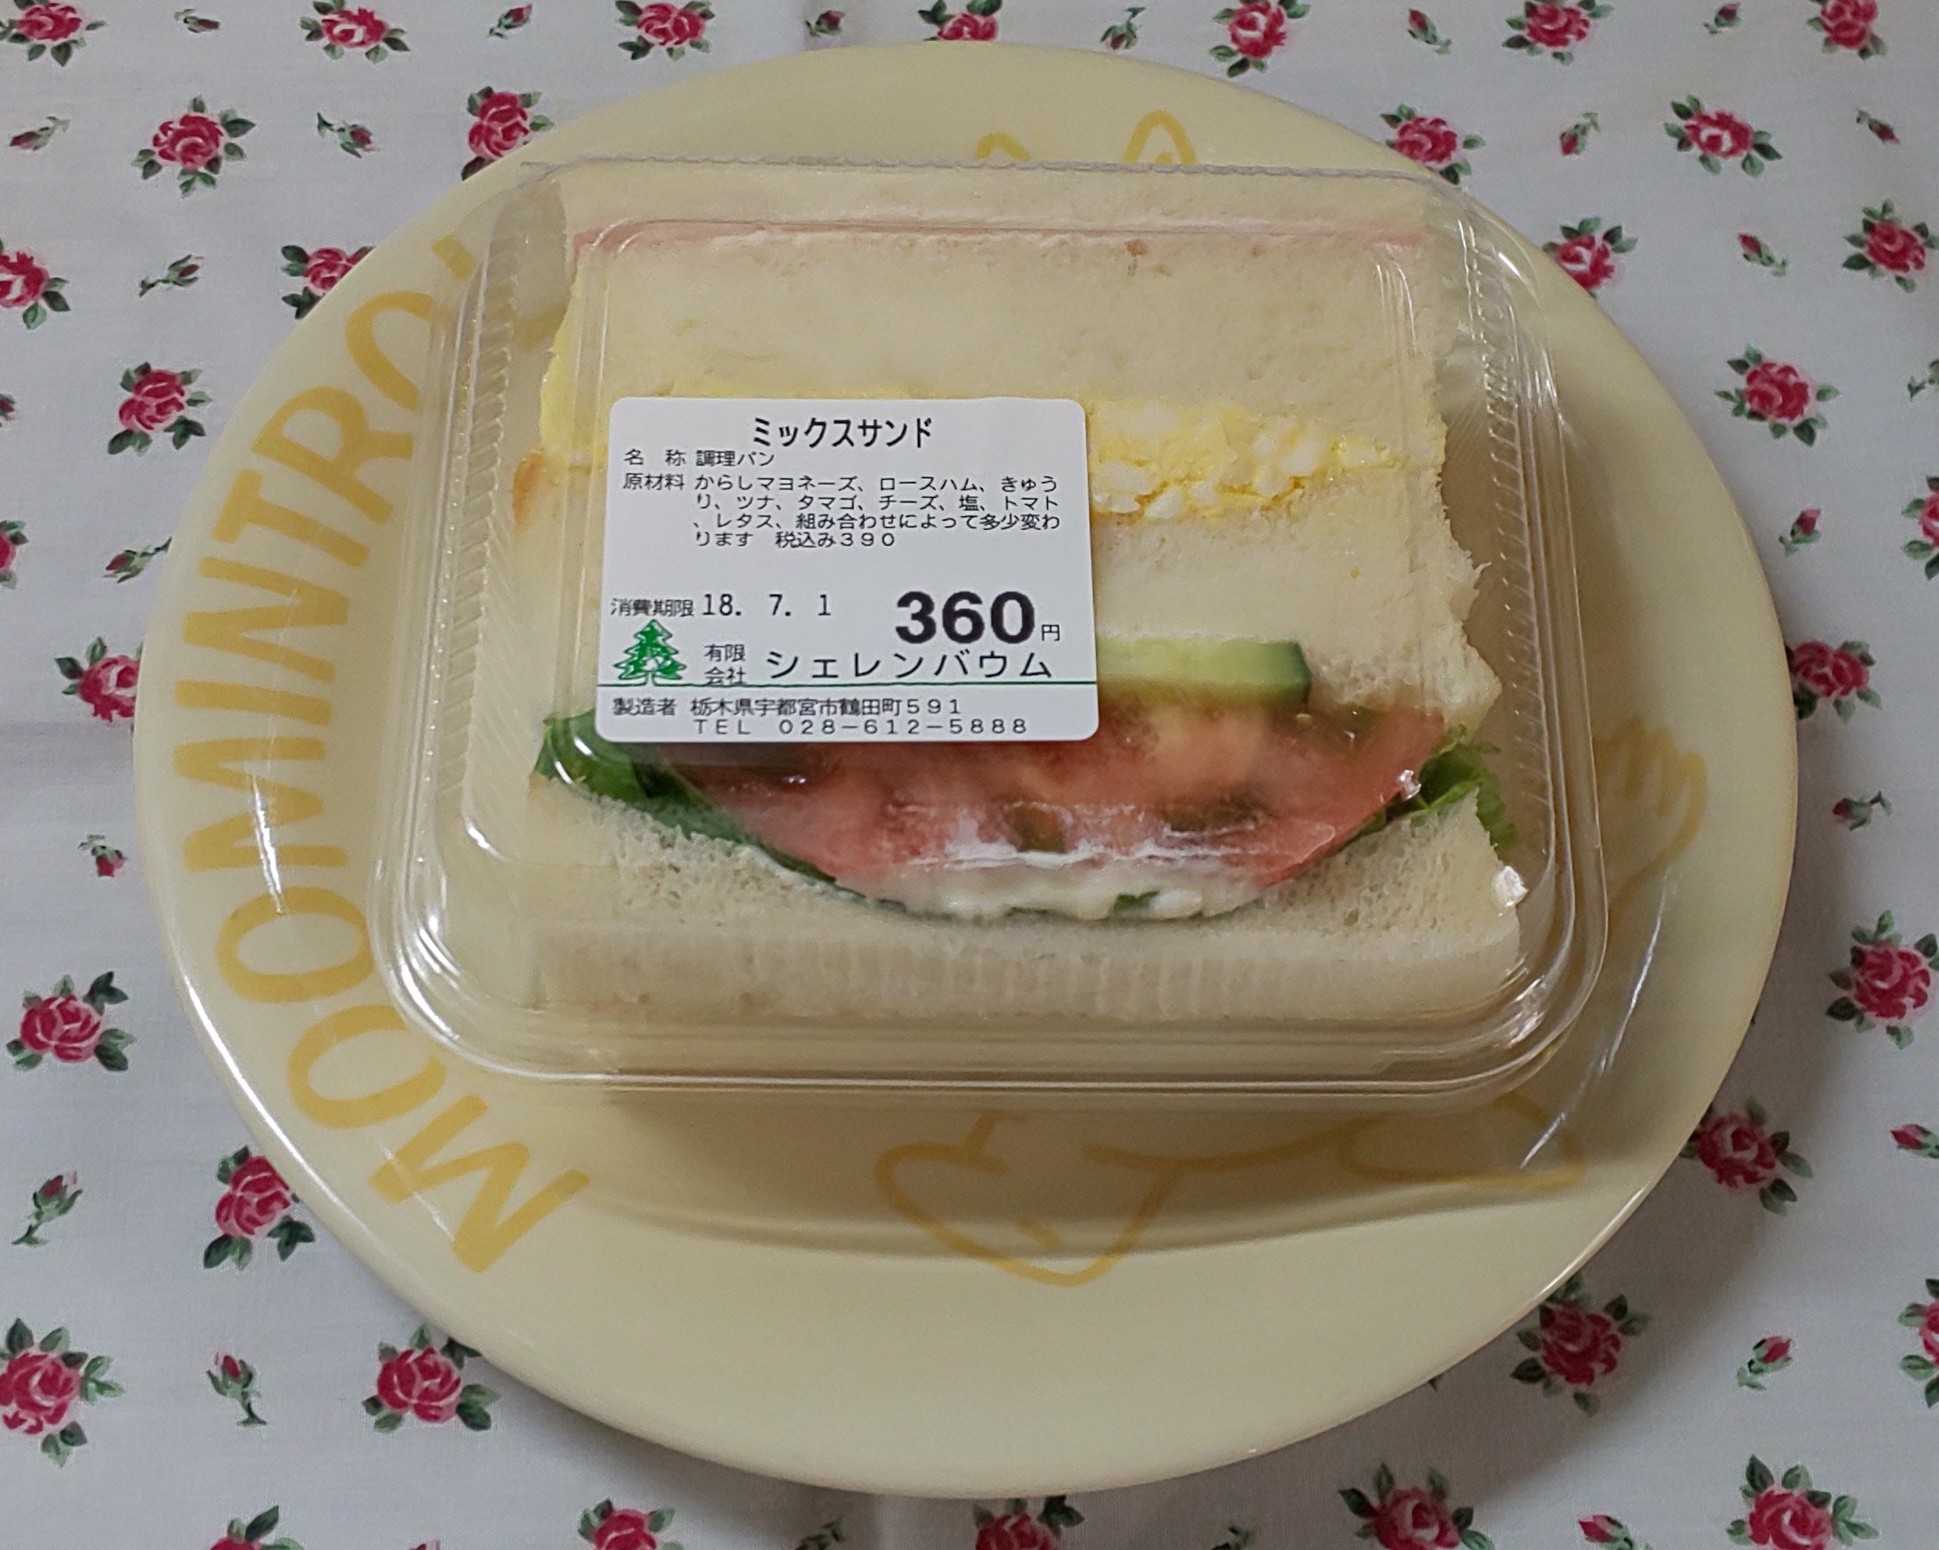 ミックスサンド
名 称 調理パン
原材料 からしマヨネーズ、ロースハム、きゅう
り、ツナ、タマゴ、チーズ、塩、トマト
、レタス、組み合わせによって多少変わ
ります 税込み390
消費期限 18. 7. 1 360円
有限会社 シェレンバウム
製造者 栃木県宇都宮市鶴田町591
TEL 028-612-5888
MOOMINTRO